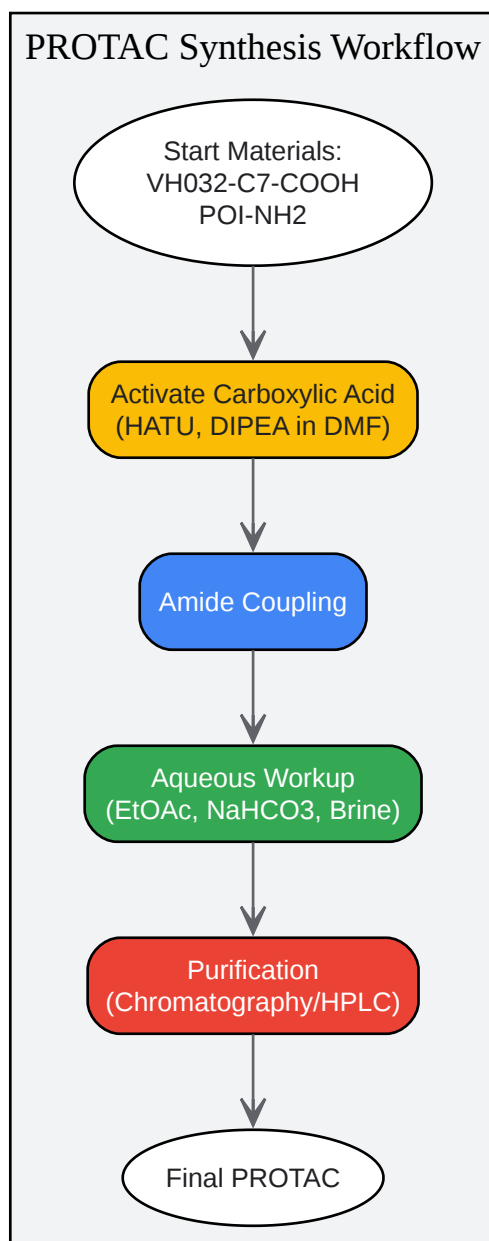 PROTAC Synthesis Workflow
Start Materials:
VH032-C7-COOH
POI-NH2
Activate Carboxylic Acid
(HATU, DIPEA in DMF)
Amide Coupling
Aqueous Workup
(EtOAc, NaHCO3, Brine)
Purification
(Chromatography/HPLC)
Final PROTAC